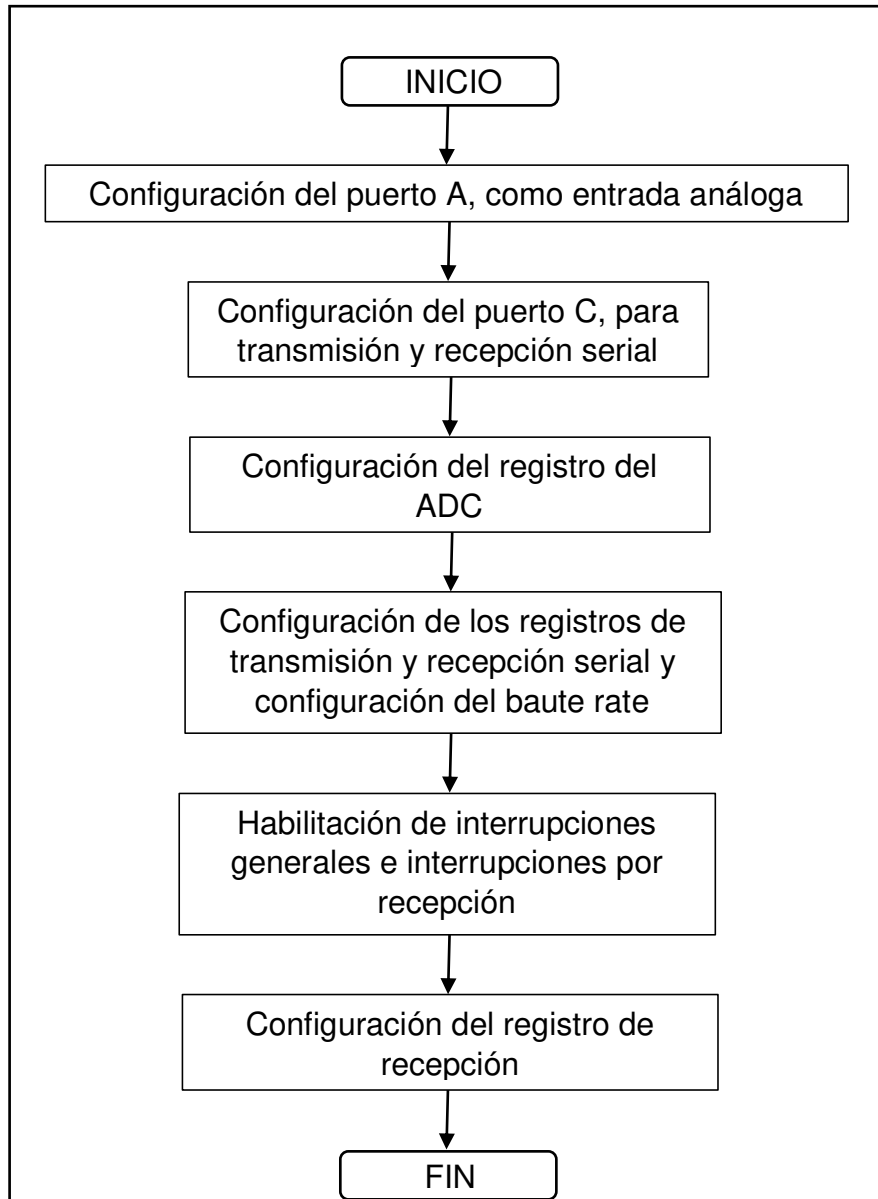 INICIO
Configuración del puerto A, como entrada análoga
Configuración del puerto C, para
transmisión y recepción serial
Configuración del registro del
ADC
Configuración de los registros de
transmisión y recepción serial y
configuración del baute rate
Habilitación de interrupciones
generales e interrupciones por
recepción
Configuración del registro de
recepción
FIN